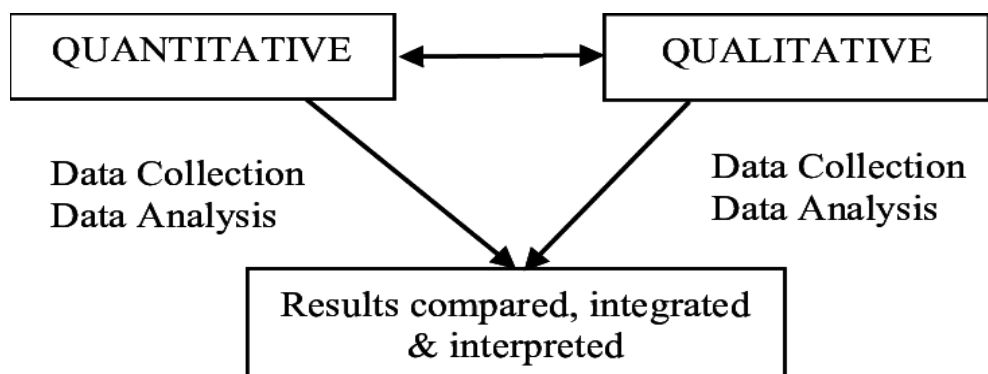 QUANTITATIVE
QUALITATIVE
Data Collection
Data Analysis
Data Collection
Data Analysis
Results compared, integrated
& interpreted